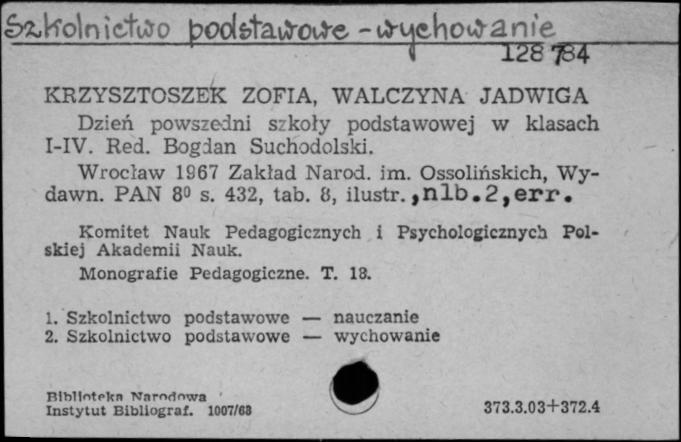 Szkolnictwo podstawowe - wychowanie
128 784
KRZYSZTOSZEK ZOFIA, WALCZYNA JADWIGA
Dzień powszedni szkoły podstawowej w klasach
I-IV. Red. Bogdan Suchodolski.
Wrocław 1967 Zakład Narod. im. Ossolińskich, Wy-
dawn. PAN 8⁰ s. 432, tab. 8, ilustr. ,nlb.2,err.
Komitet Nauk Pedagogicznych i Psychologicznych Pol-
skiej Akademii Nauk.
Monografie Pedagogiczne. T. 18.
1. Szkolnictwo podstawowe — nauczanie
2. Szkolnictwo podstawowe — wychowanie
Biblioteka Narodowa
Instytut Bibliograf. 1007/68
373.3.03+372.4